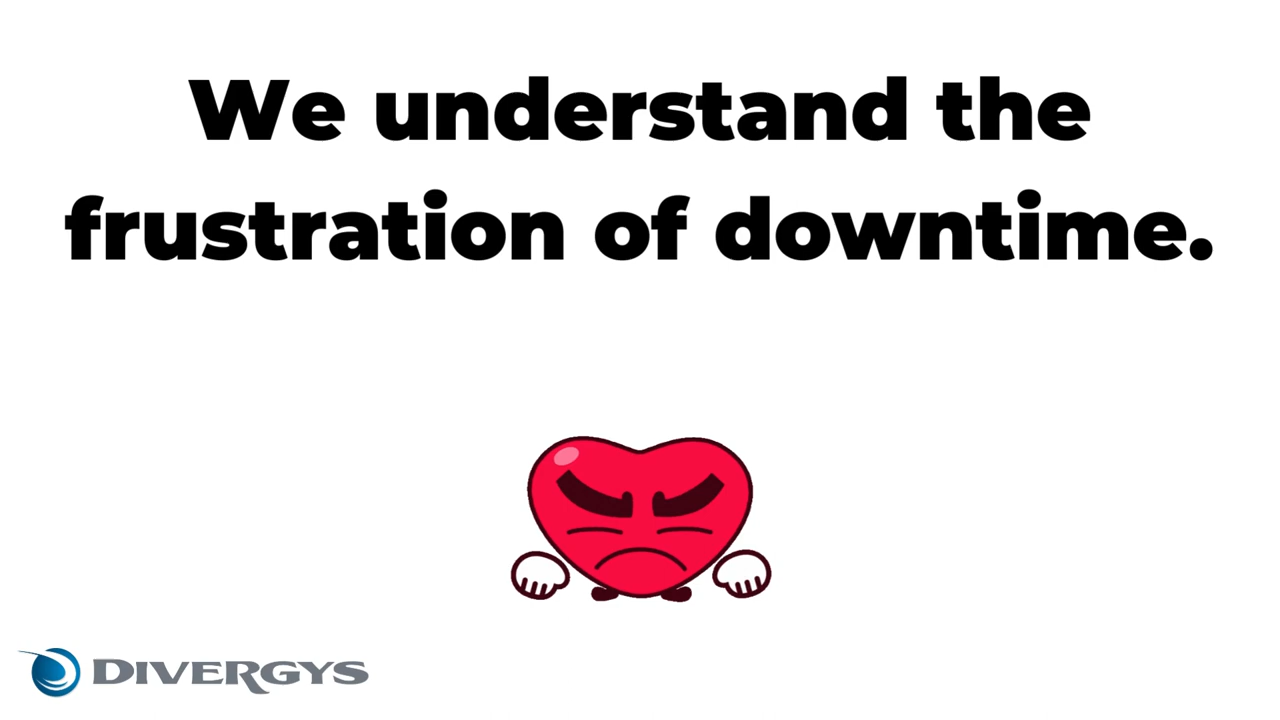 We understand the
frustration of downtime.
DIVERGYS